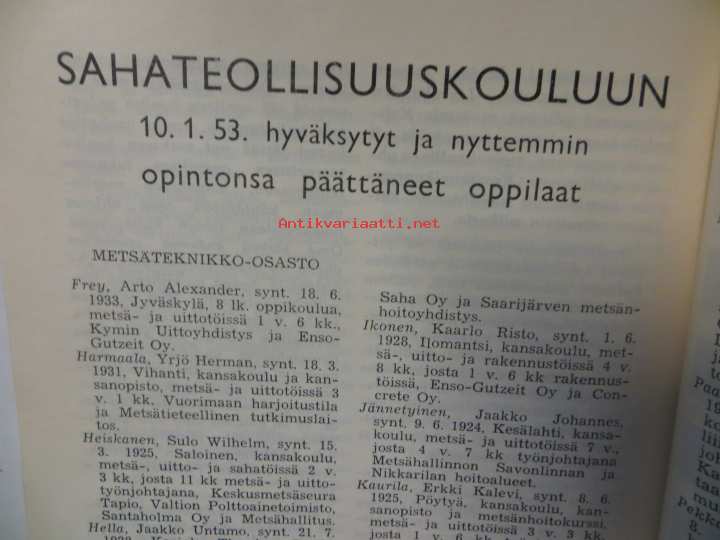 SAHATEOLLISUUSKOULUUN
10. 1. 53. hyväksytyt ja nyttemmin
opintonsa päättäneet oppilaat
Antikvariaatti.net
METSÄTEKNIKKO-OSASTO
Frey, Arto Alexander, synt. 18. 6.
1933, Jyväskylä, 8 lk. oppikoulua,
metsä- ja uittotöissä 1 v. 6 kk.,
Kymin Uittoyhdistys ja Enso-
Gutzeit Oy.
Harmaala, Yrjö Herman, synt. 18. 3.
1931, Vihanti, kansakoulu ja kan-
sanopisto, metsä- ja uittotöissä 3
v. 1 kk. Vuorimaan harjoitustila
ja Metsätieteellinen tutkimuslai-
tos.
Heiskanen, Sulo Wilhelm, synt. 15.
3. 1925, Saloinen, kansakoulu,
metsä-, uitto- ja sahatöissä 2 v.
3 kk, josta 11 kk metsä- ja uitto-
työnjohtajana, Keskusmetsäseura
Tapio, Valtion Polttoainetoimisto,
Santaholma Oy ja Metsähallitus.
Hella, Jaakko Untamo, synt. 21. 7.
Saha Oy ja Saarijärven metsän-
hoitoyhdistys.
Ikonen, Kaarlo Risto, synt. 1. 6.
1928, Ilomantsi, kansakoulu, met-
sä-, uitto- ja rakennustöissä 4 v.
8 kk, josta 1 v. 6 kk rakennus-
töissä, Enso-Gutzeit Oy ja Con-
crete Oy.
Jännetyinen, Jaakko Johannes,
synt. 9. 6. 1924, Kesälahti, kansa-
koulu, metsä- ja uittotöissä 7 v.,
josta 4 v. 7 kk työnjohtajana
Metsähallinnon Savonlinnan ja
Nikkarilan hoitoalueet.
Kaurila, Erkki Kalevi, synt. 8. 6.
1925, Pöytyä, kansakoulu, kansan-
opisto ja metsänhoitokurssi,
metsä- ja uittotöissä 3 v. 3 kk,